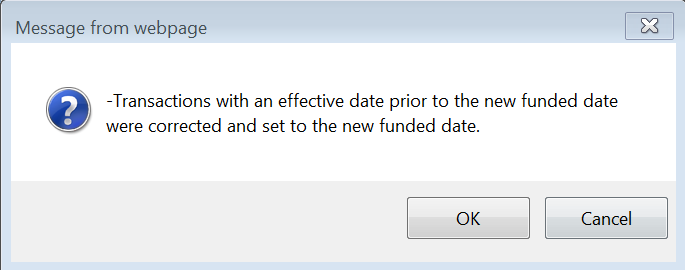 Message from webpage
-Transactions with an effective date prior to the new funded date
were corrected and set to the new funded date.
OK
Cancel